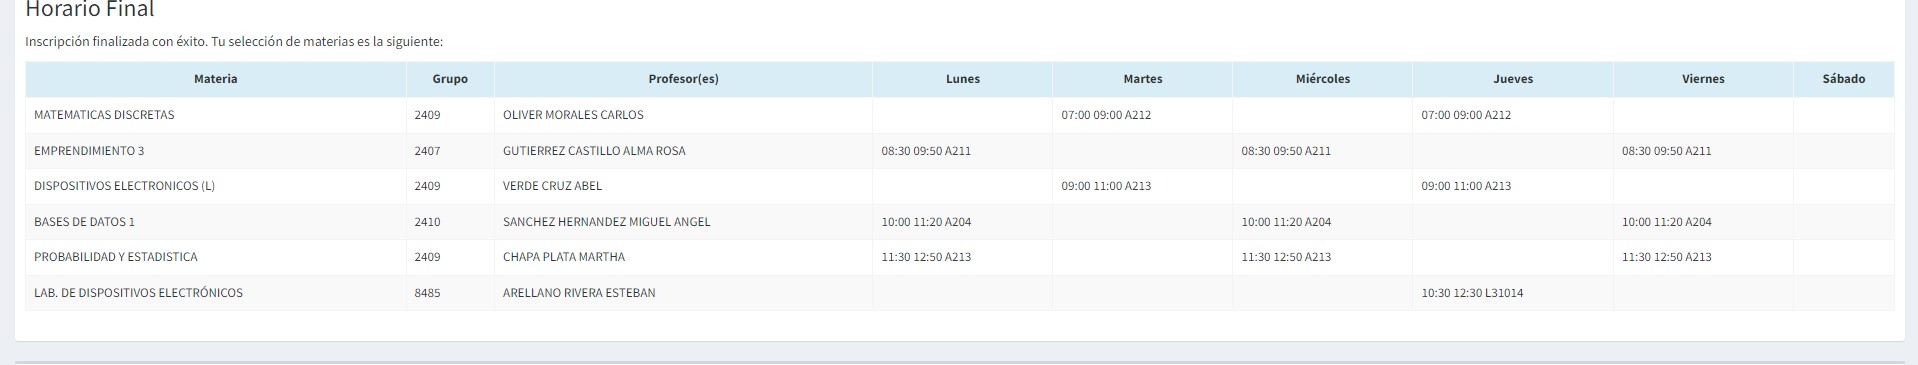 Horario Final
Inscripción finalizada con éxito. Tu selección de materias es la siguiente:
Materia Grupo Profesor(es) Lunes Martes Miércoles Jueves Viernes Sábado
MATEMATICAS DISCRETAS 2409 OLIVER MORALES CARLOS 07:00 09:00 A212 07:00 09:00 A212
EMPRENDIMIENTO 3 2407 GUTIERREZ CASTILLO ALMA ROSA 08:30 09:50 A211 08:30 09:50 A211 08:30 09:50 A211
DISPOSITIVOS ELECTRONICOS (L) 2409 VERDE CRUZ ABEL 09:00 11:00 A213 09:00 11:00 A213
BASES DE DATOS 1 2410 SANCHEZ HERNANDEZ MIGUEL ANGEL 10:00 11:20 A204 10:00 11:20 A204 10:00 11:20 A204
PROBABILIDAD Y ESTADISTICA 2409 CHAPA PLATA MARTHA 11:30 12:50 A213 11:30 12:50 A213 11:30 12:50 A213
LAB. DE DISPOSITIVOS ELECTRÓNICOS 8485 ARELLANO RIVERA ESTEBAN 10:30 12:30 L31014